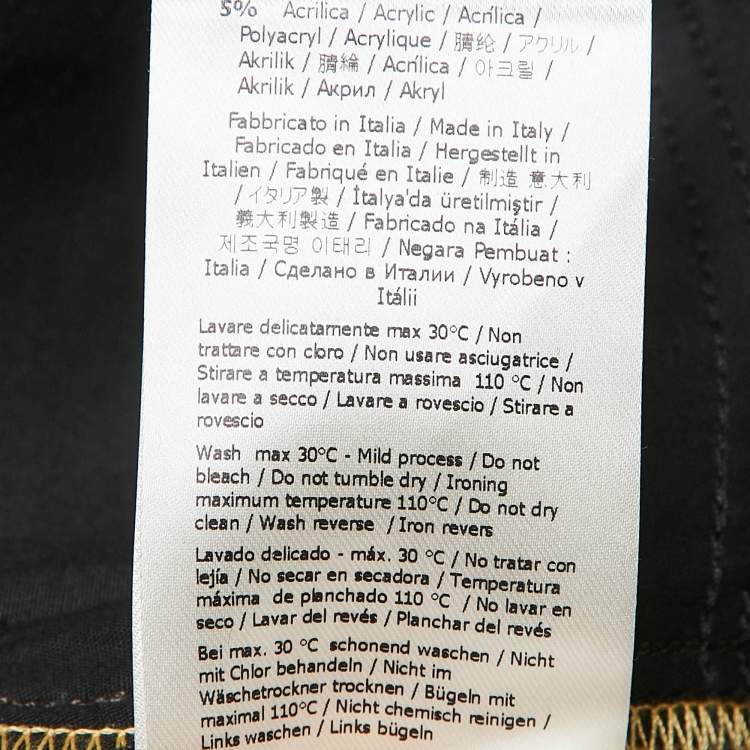 5% Acrilica / Acrylic / Acrílica /
Polyacryl / Acrylique / 腈纶 / アクリル /
Akrilik / 腈綸 / Acrílica / 아크릴 /
Akrilik / Акрил / Akryl
Fabbricato in Italia / Made in Italy /
Fabricado en Italia / Hergestellt in
Italien / Fabriqué en Italie / 制造 意大利
/ イタリア製 / İtalya'da üretilmiştir /
義大利製造 / Fabricado na Itália /
제조국명 이태리 / Negara Pembuat :
Italia / Сделано в Италии / Vyrobeno v
Itálii
Lavare delicatamente max 30°C / Non
trattare con cloro / Non usare asciugatrice /
Stirare a temperatura massima 110 °C / Non
lavare a secco / Lavare a rovescio / Stirare a
rovescio
Wash max 30°C - Mild process / Do not
bleach / Do not tumble dry / Ironing
maximum temperature 110°C / Do not dry
clean / Wash reverse / Iron revers
Lavado delicado - máx. 30 °C / No tratar con
lejía / No secar en secadora / Temperatura
máxima de planchado 110 °C / No lavar en
seco / Lavar del revés / Planchar del revés
Bei max. 30 °C schonend waschen / Nicht
mit Chlor behandeln / Nicht im
Wäschetrockner trocknen / Bügeln mit
maximal 110°C / Nicht chemisch reinigen /
Links waschen / Links bügeln